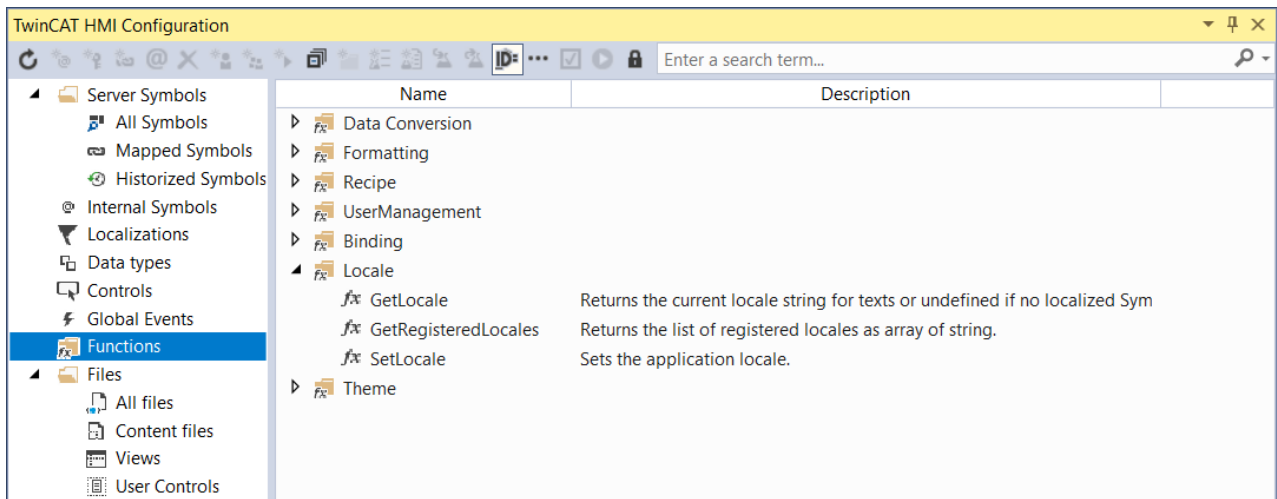 TwinCAT HMI Configuration
ID:
Enter a search term...
Server Symbols
All Symbols
Mapped Symbols
Historized Symbols
Internal Symbols
Localizations
Data types
Controls
Global Events
Functions
Files
All files
Content files
Views
User Controls
Name Description
Data Conversion
Formatting
Recipe
UserManagement
Binding
Locale
GetLocale Returns the current locale string for texts or undefined if no localized Sym
GetRegisteredLocales Returns the list of registered locales as array of string.
SetLocale Sets the application locale.
Theme